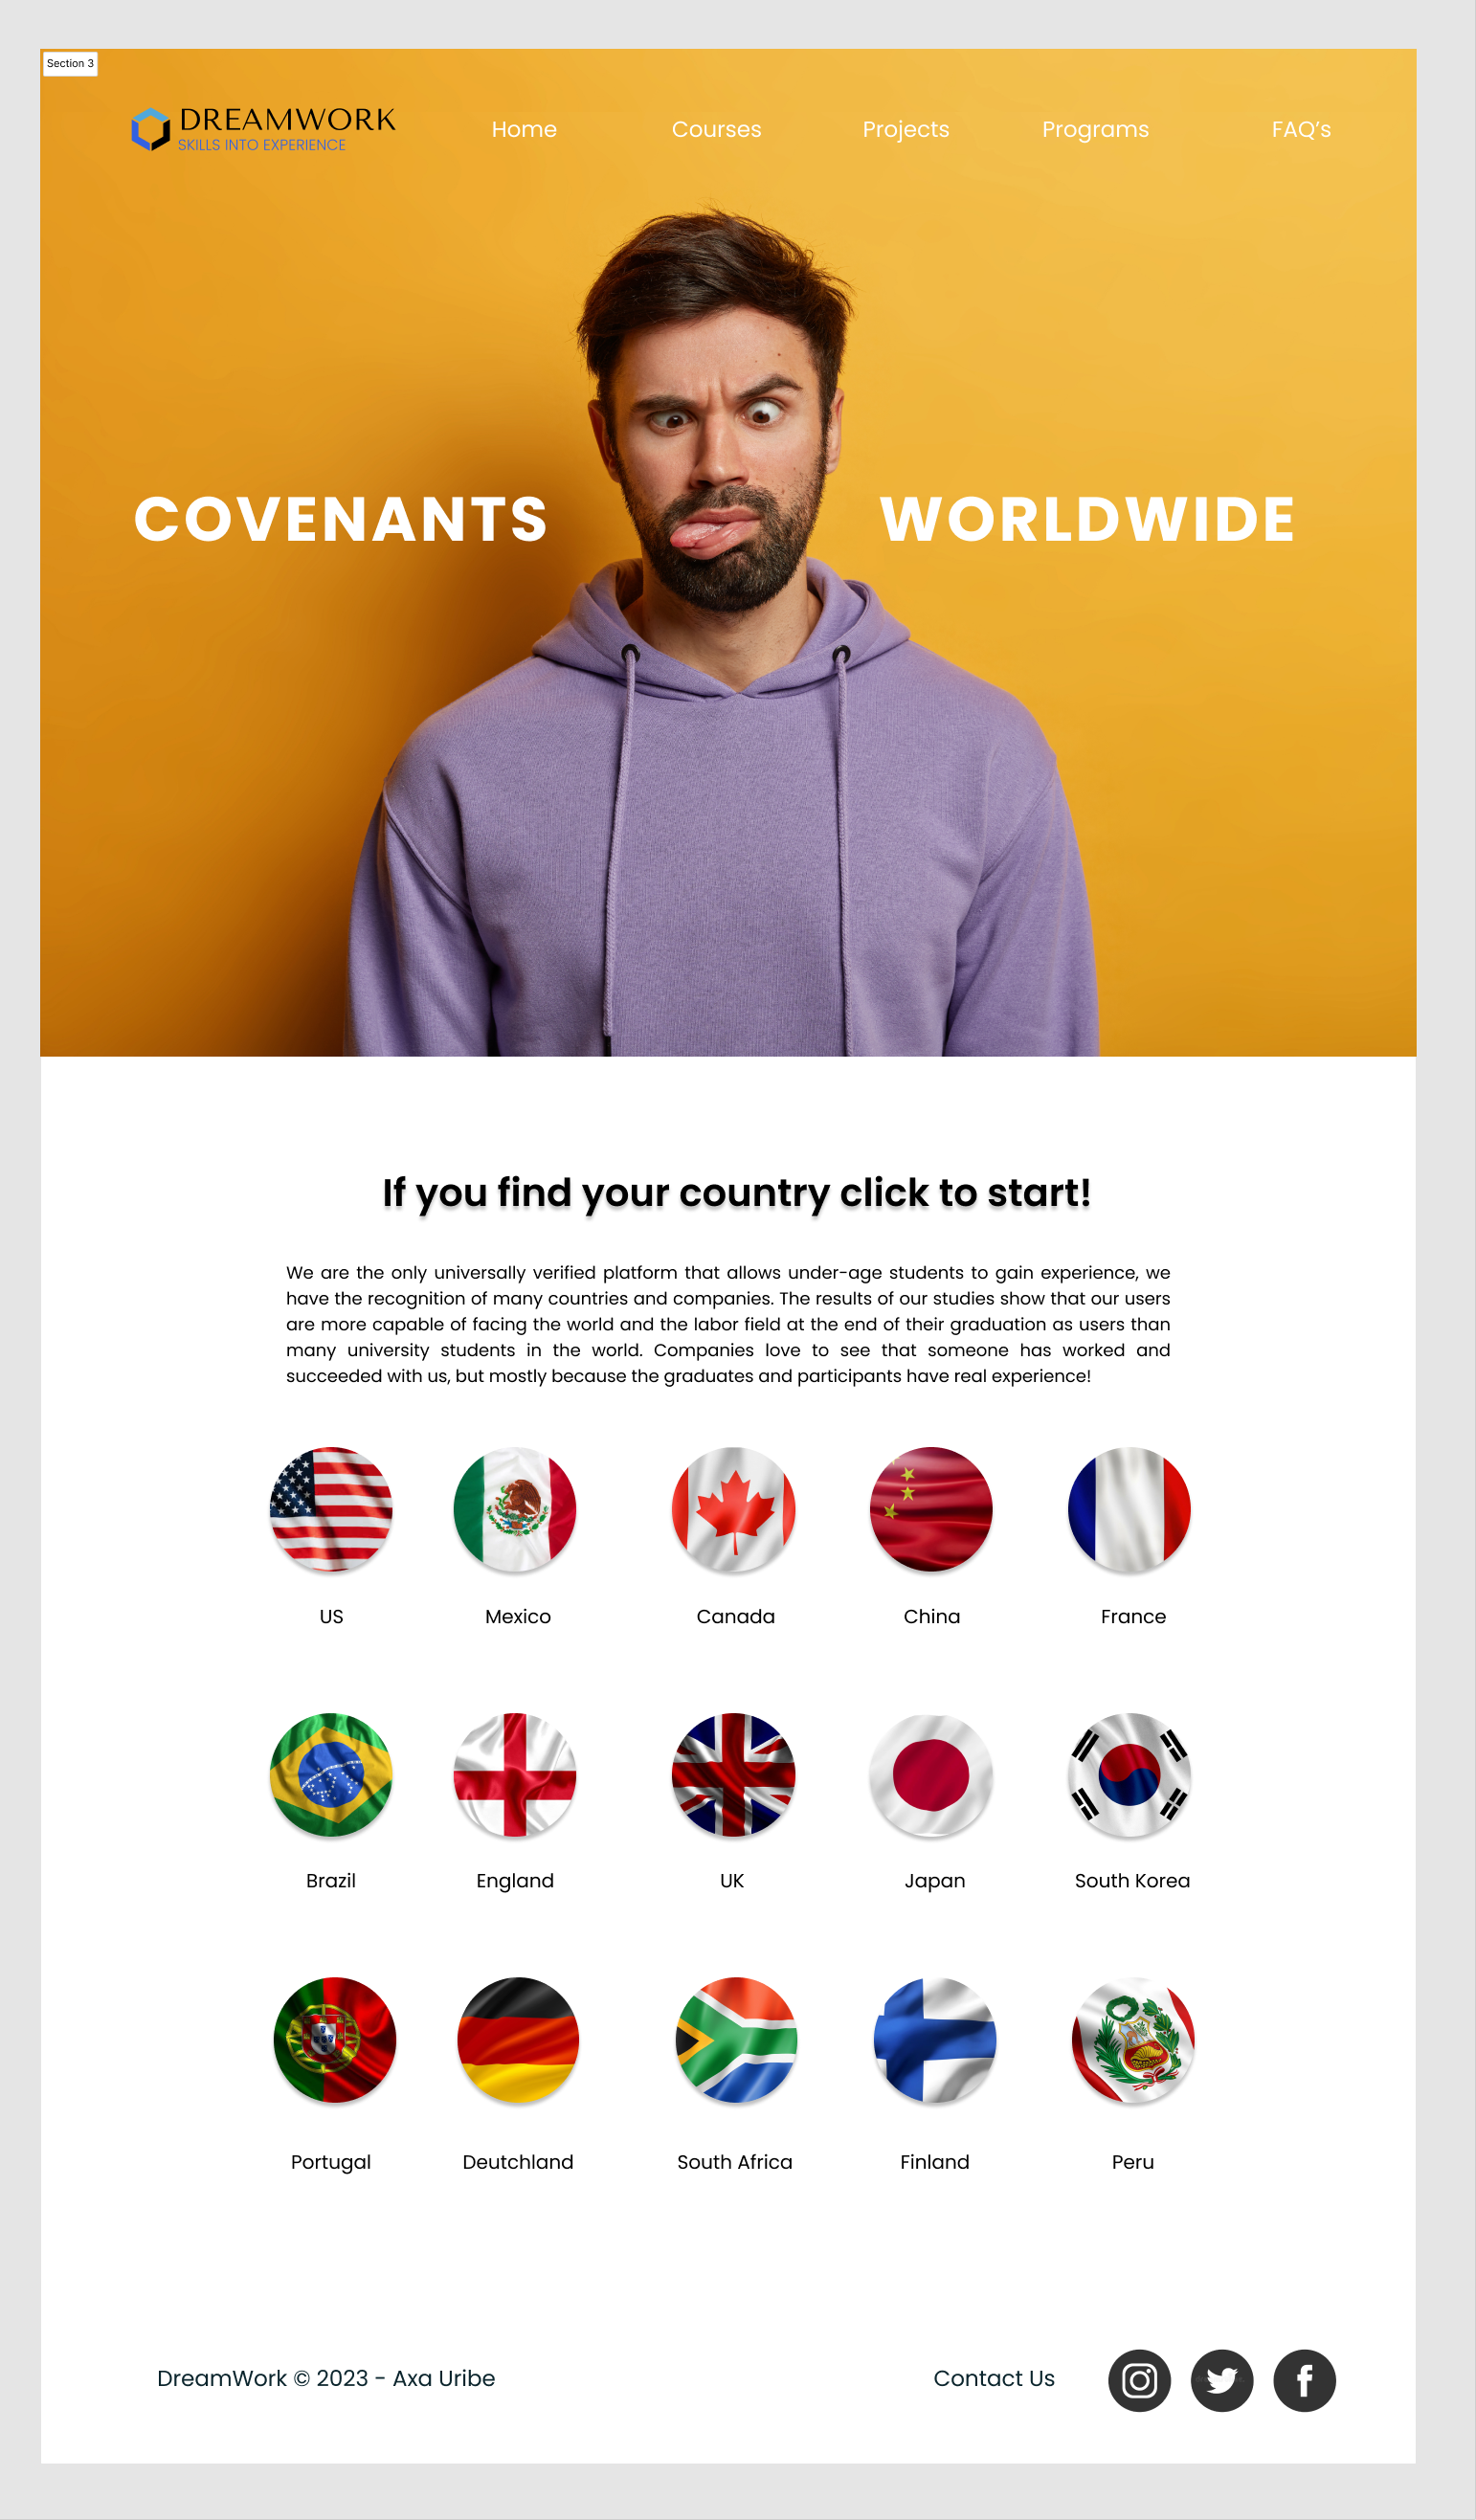 Section 3
DREAMWORK
SKILLS INTO EXPERIENCE
Home Courses Projects Programs FAQ's
COVENANTS WORLDWIDE
If you find your country click to start!
We are the only universally verified platform that allows under-age students to gain experience, we
have the recognition of many countries and companies. The results of our studies show that our users
are more capable of facing the world and the labor field at the end of their graduation as users than
many university students in the world. Companies love to see that someone has worked and
succeeded with us, but mostly because the graduates and participants have real experience!
US Mexico Canada China France
Brazil England UK Japan South Korea
Portugal Deutchland South Africa Finland Peru
DreamWork © 2023 - Axa Uribe Contact Us